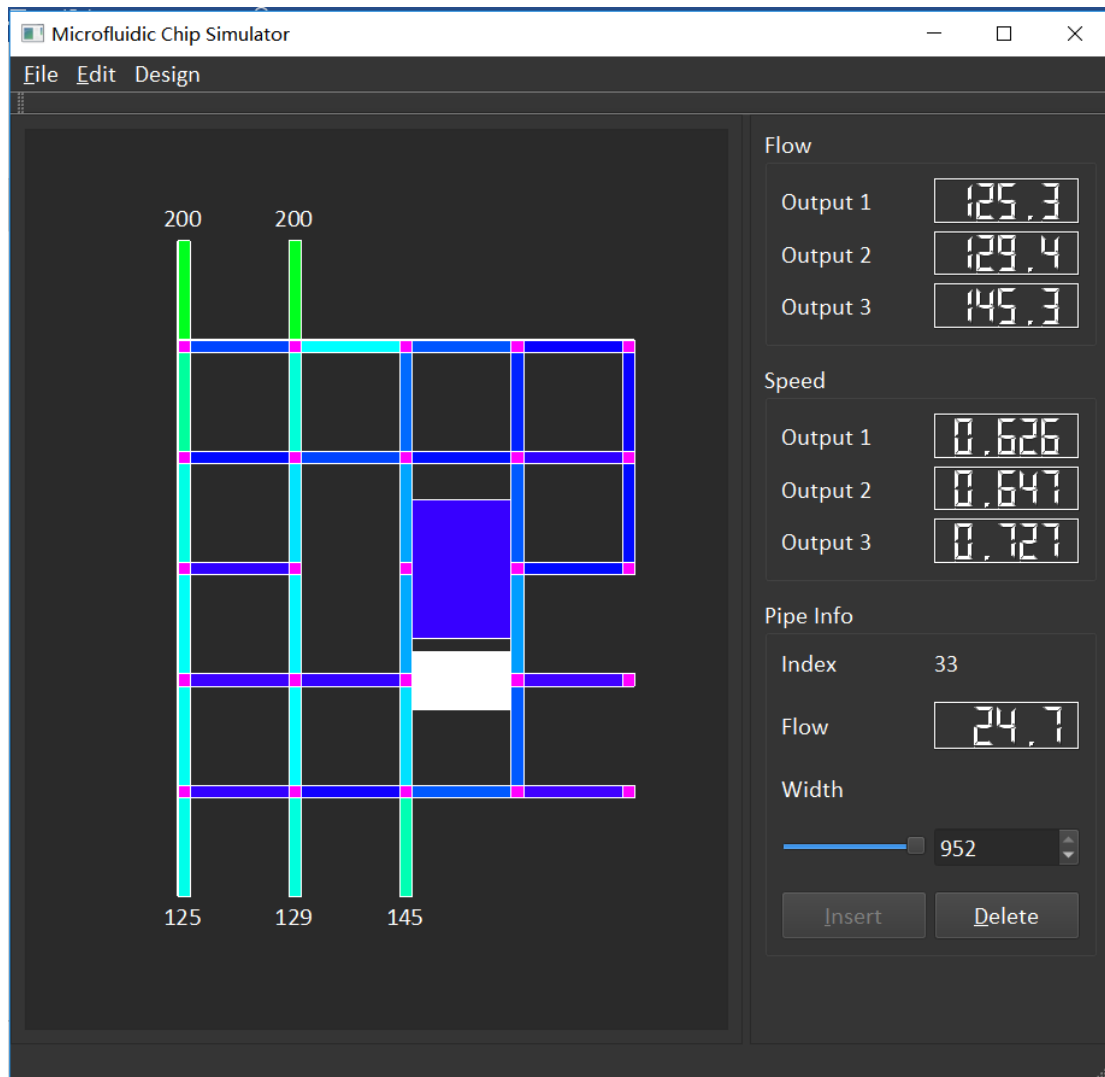 Microfluidic Chip Simulator
File Edit Design
200 200
125 129 145
Flow
Output 1 125.3
Output 2 129.4
Output 3 145.3
Speed
Output 1 0.626
Output 2 0.647
Output 3 0.727
Pipe Info
Index 33
Flow 24.7
Width
952
Insert Delete